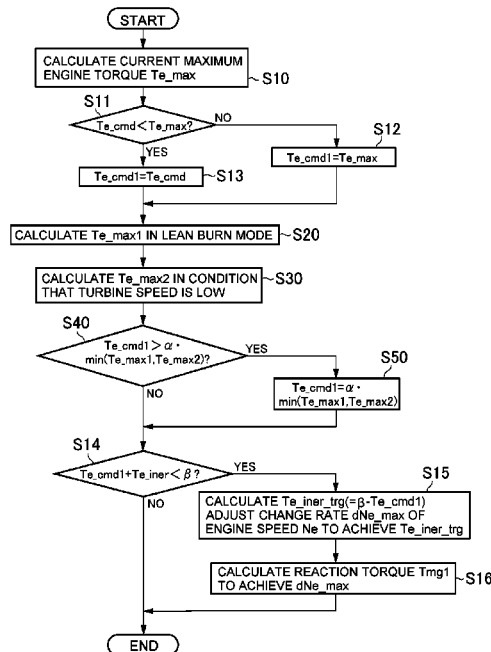 START
CALCULATE CURRENT MAXIMUM
ENGINE TORQUE Te_max
S10
S11
Te_cmd<Te_max?
NO
YES
S12
Te_cmd1=Te_max
Te_cmd1=Te_cmd
S13
CALCULATE Te_max1 IN LEAN BURN MODE
S20
CALCULATE Te_max2 IN CONDITION
THAT TURBINE SPEED IS LOW
S30
S40
Te_cmd1>α・
min(Te_max1,Te_max2)?
YES
NO
S50
Te_cmd1=α・
min(Te_max1,Te_max2)
S14
Te_cmd1+Te_iner<β?
YES
NO
S15
CALCULATE Te_iner_trg(=β-Te_cmd1)
ADJUST CHANGE RATE dNe_max OF
ENGINE SPEED Ne TO ACHIEVE Te_iner_trg
CALCULATE REACTION TORQUE Tmg1
TO ACHIEVE dNe_max
S16
END